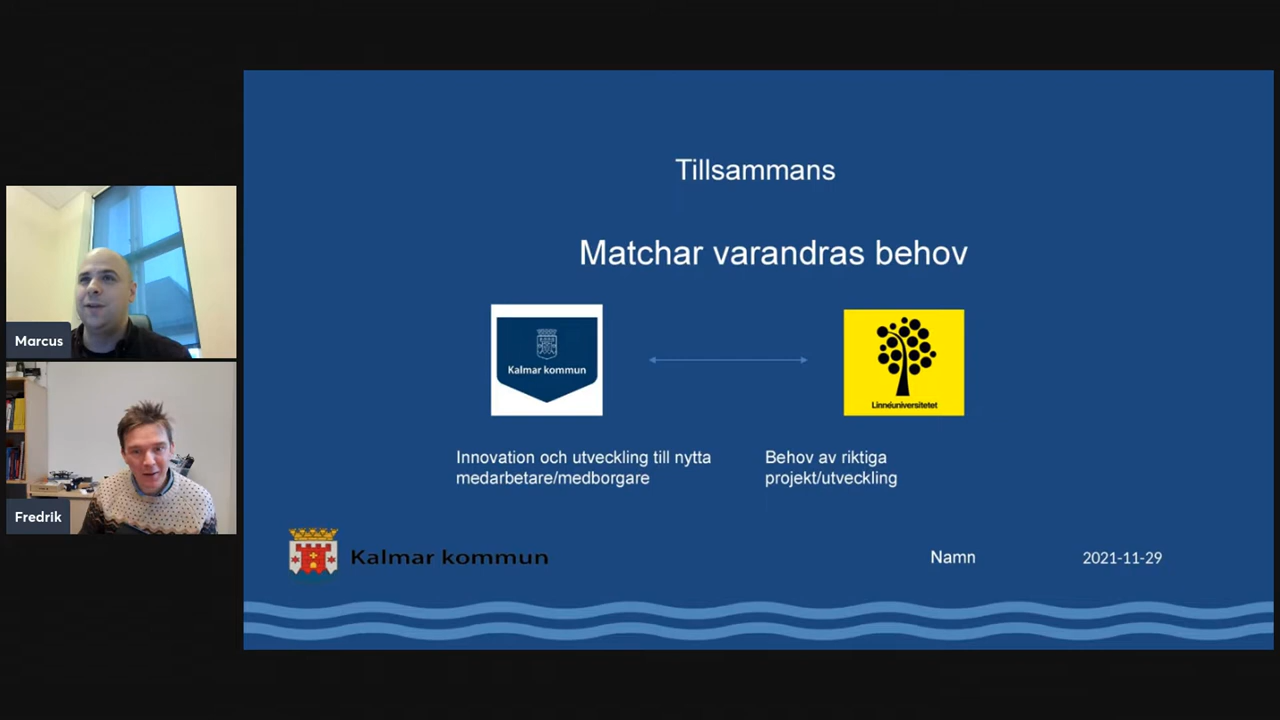 Tillsammans
Matchar varandras behov
Kalmar kommun
Linnéuniversitetet
Innovation och utveckling till nytta
medarbetare/medborgare
Behov av riktiga
projekt/utveckling
Marcus
Fredrik
Kalmar kommun
Namn
2021-11-29